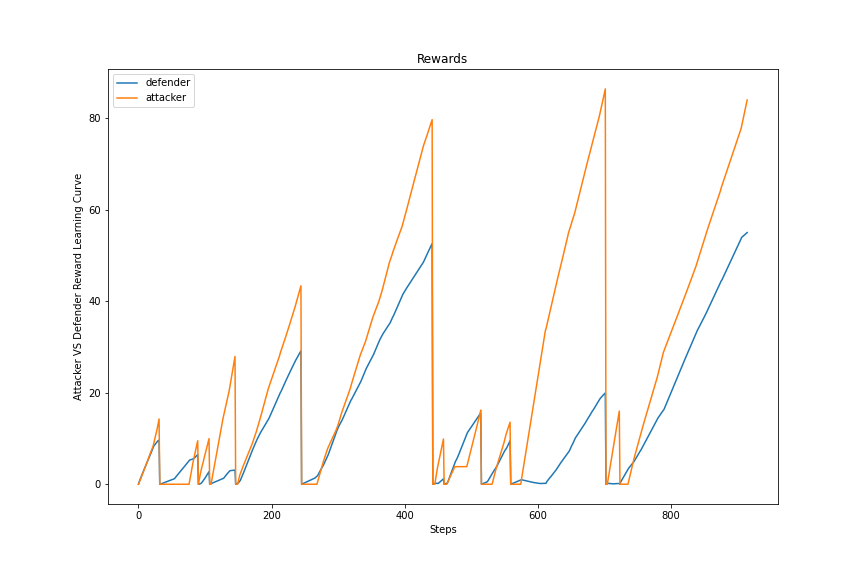 Rewards
defender
attacker
Attacker VS Defender Reward Learning Curve
80
60
40
20
0
0 200 400 600 800
Steps